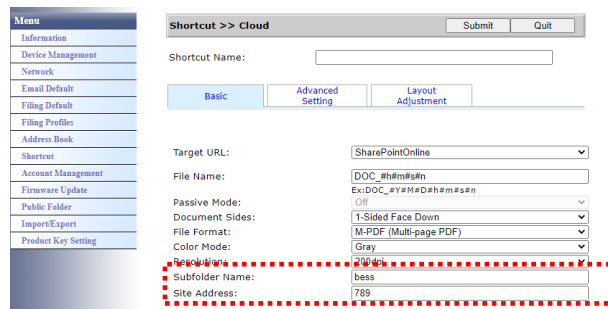 Menu
Information
Device Management
Network
Email Default
Filing Default
Filing Profiles
Address Book
Shortcut
Account Management
Firmware Update
Public Folder
Import/Export
Product Key Setting
Shortcut >> Cloud
Submit
Quit
Shortcut Name:
Basic
Advanced
Setting
Layout
Adjustment
Target URL: SharePointOnline
File Name: DOC_#h#m#s#n
Ex:DOC_#Y#M#D#h#m#s#n
Passive Mode: Off
Document Sides: 1-Sided Face Down
File Format: M-PDF (Multi-page PDF)
Color Mode: Gray
Resolution: 200dpi
Subfolder Name: bess
Site Address: 789